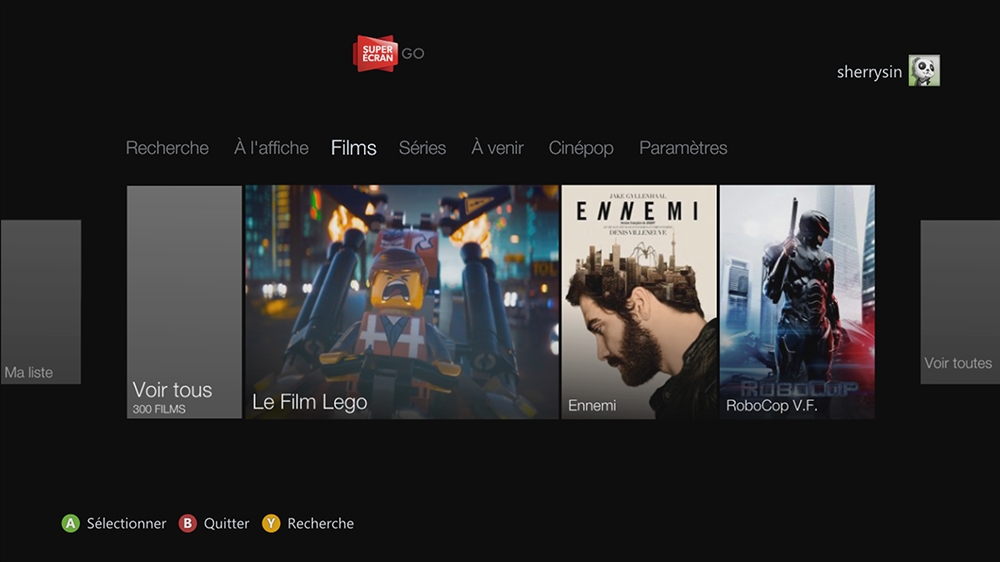 SUPER
ÉCRAN GO
sherrysin
Recherche À l'affiche Films Séries À venir Cinépop Paramètres
Ma liste
Voir tous
300 FILMS
Le Film Lego
JAKE GYLLENHAAL
ENNEMI
DENIS VILLENEUVE
Ennemi
ROBOCOP
RoboCop V.F.
Voir toutes
A Sélectionner B Quitter Y Recherche